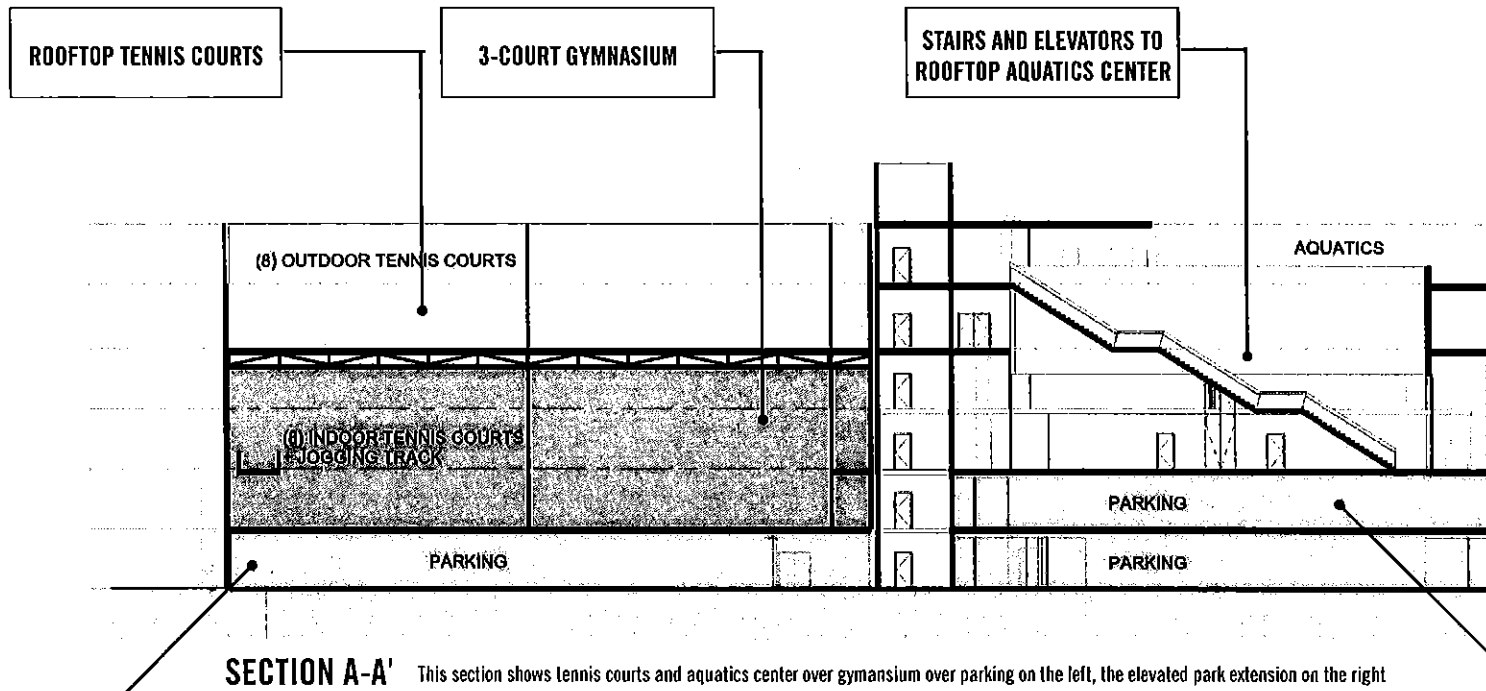 ROOFTOP TENNIS COURTS
3-COURT GYMNASIUM
STAIRS AND ELEVATORS TO
ROOFTOP AQUATICS CENTER
(8) OUTDOOR TENNIS COURTS
AQUATICS
(8) INDOOR TENNIS COURTS
+JOGGING TRACK
PARKING
PARKING
PARKING
SECTION A-A' This section shows tennis courts and aquatics center over gymansium over parking on the left, the elevated park extension on the right